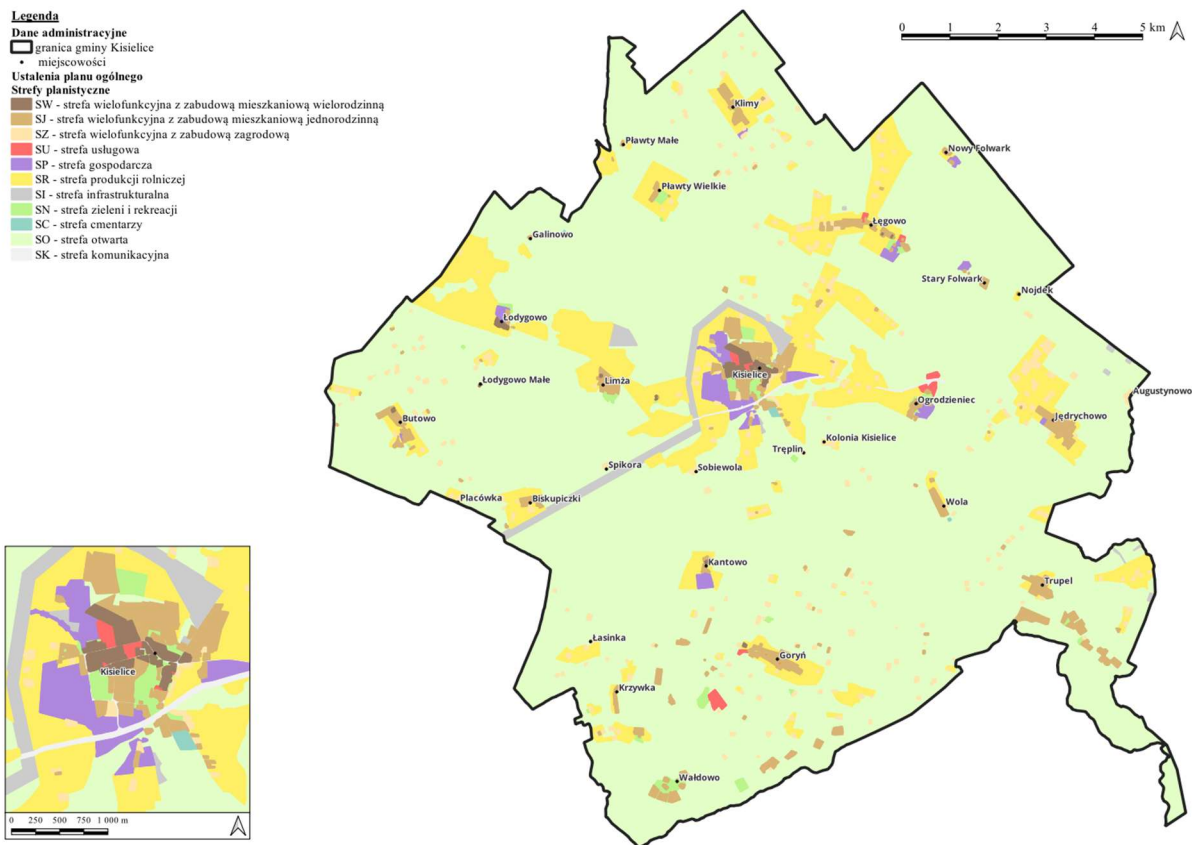 Legenda
Dane administracyjne
granica gminy Kisielice
miejscowości
Ustalenia planu ogólnego
Strefy planistyczne
SW - strefa wielofunkcyjna z zabudową mieszkaniową wielorodzinną
SJ - strefa wielofunkcyjna z zabudową mieszkaniową jednorodzinną
SZ - strefa wielofunkcyjna z zabudową zagrodową
SU - strefa usługowa
SP - strefa gospodarcza
SR - strefa produkcji rolniczej
SI - strefa infrastrukturalna
SN - strefa zieleni i rekreacji
SC - strefa cmentarzy
SO - strefa otwarta
SK - strefa komunikacyjna
0 1 2 3 4 5 km
Klimy
Pławty Małe
Nowy Folwark
Pławty Wielkie
Łęgowo
Galinowo
Stary Folwark
Nojdek
Łodygowo
Kisielice
Łodygowo Małe
Limża
Augustynowo
Ogrodzieniec
Butowo
Jędrychowo
Kolonia Kisielice
Tręplin
Spikora
Sobiewola
Placówka
Biskupiczki
Wola
Kantowo
Trupel
Łasinka
Goryń
Krzywka
Wałdowo
Kisielice
0 250 500 750 1 000 m